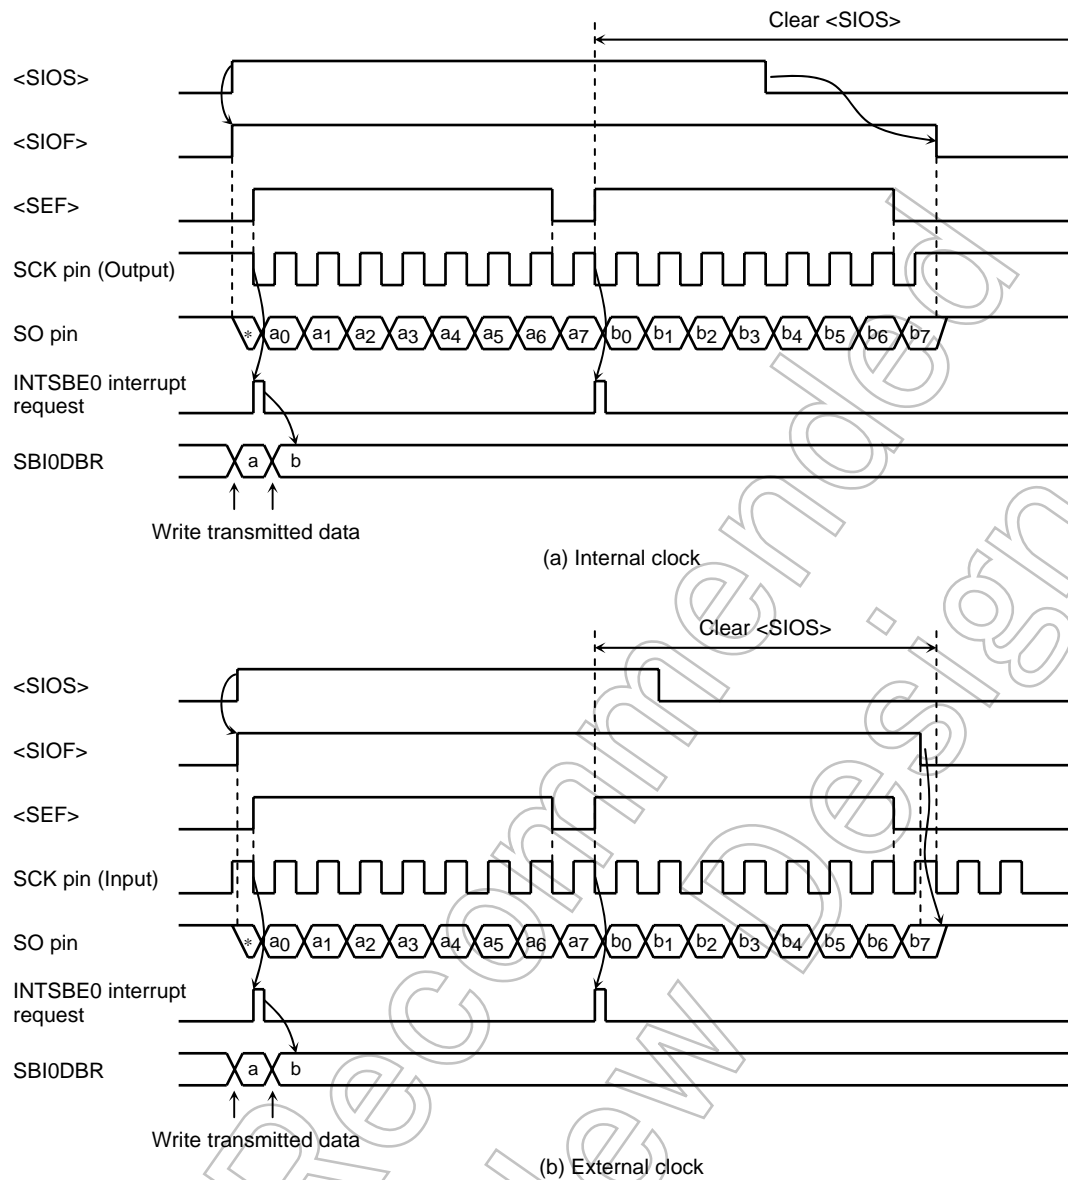 Clear <SIOS>
<SIOS>
<SIOF>
<SEF>
SCK pin (Output)
SO pin
* a0 a1 a2 a3 a4 a5 a6 a7 b0 b1 b2 b3 b4 b5 b6 b7
INTSBE0 interrupt
request
SBI0DBR
a b
Write transmitted data
(a) Internal clock
Clear <SIOS>
<SIOS>
<SIOF>
<SEF>
SCK pin (Input)
SO pin
* a0 a1 a2 a3 a4 a5 a6 a7 b0 b1 b2 b3 b4 b5 b6 b7
INTSBE0 interrupt
request
SBI0DBR
a b
Write transmitted data
(b) External clock
Recommended
New Design